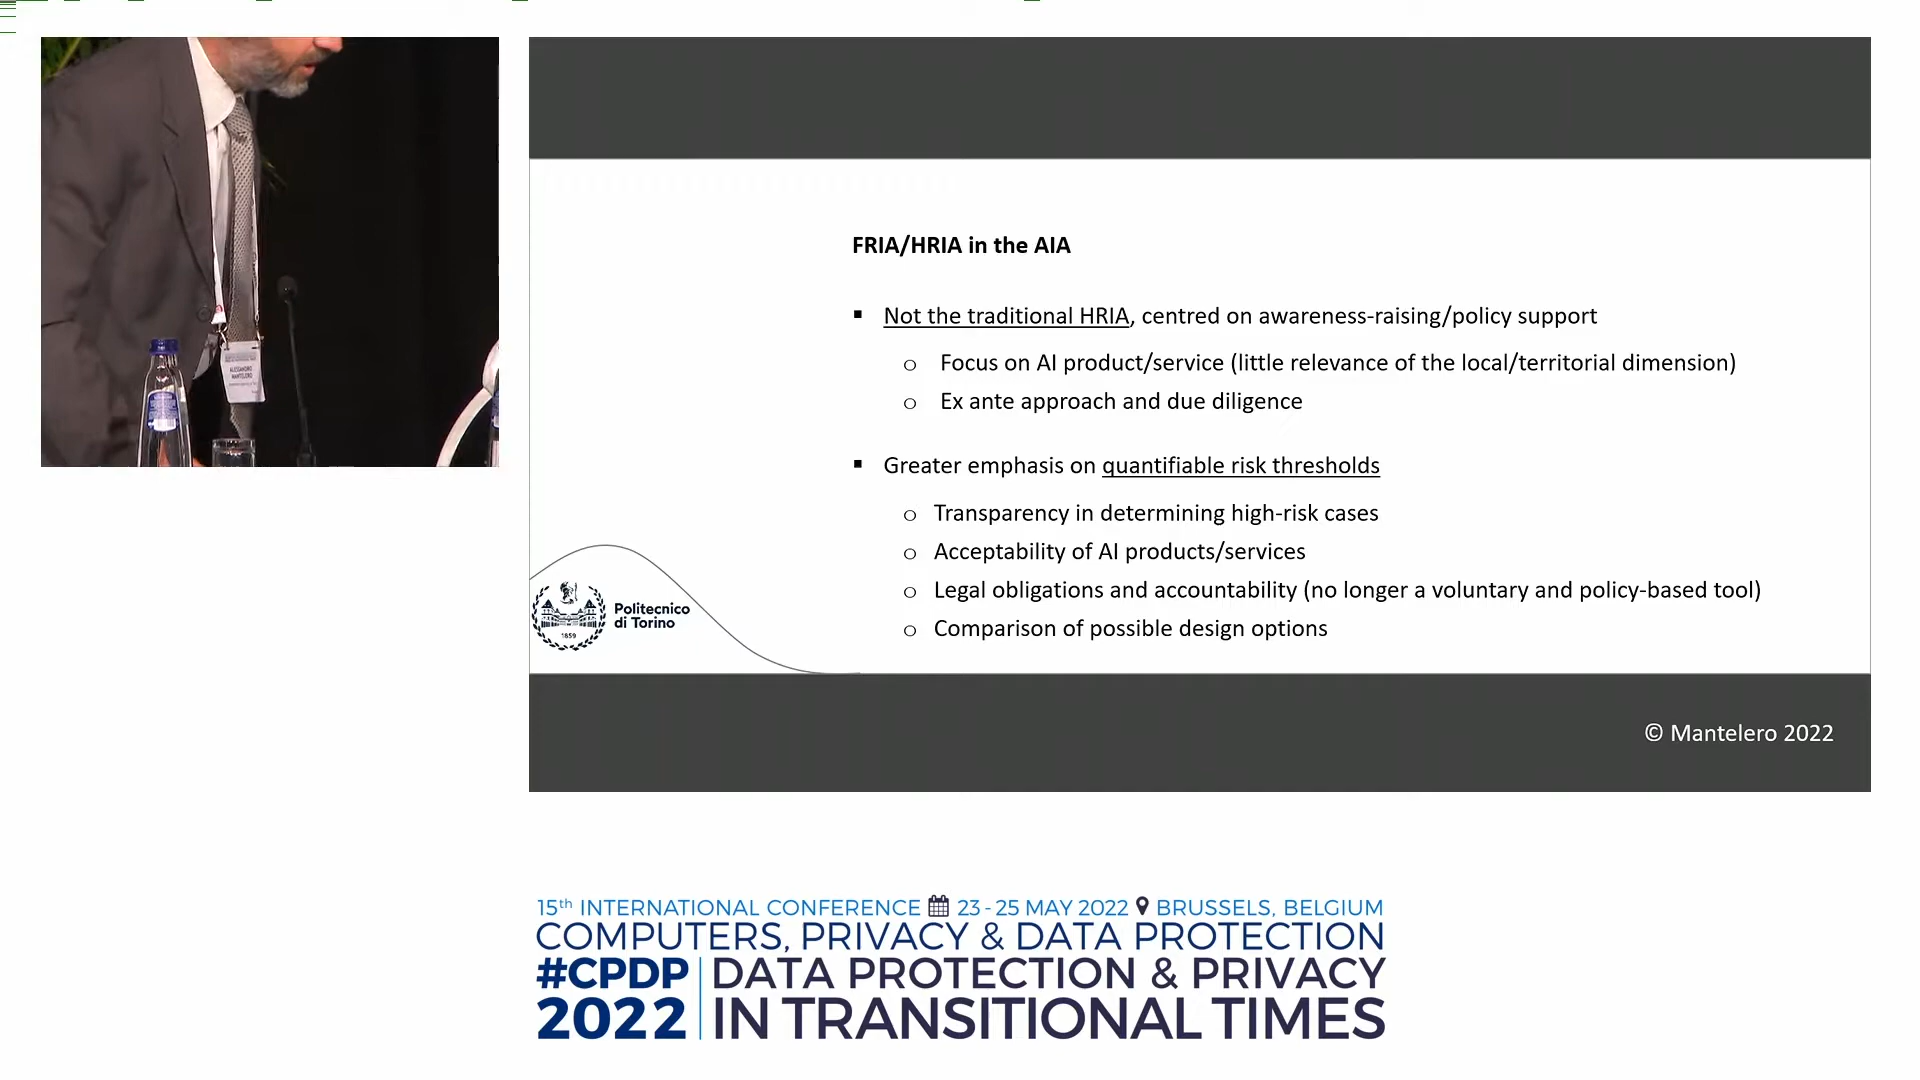 ALESSANDRO
MANTELERO
FRIA/HRIA in the AIA
Not the traditional HRIA, centred on awareness-raising/policy support
Focus on AI product/service (little relevance of the local/territorial dimension)
Ex ante approach and due diligence
Greater emphasis on quantifiable risk thresholds
Transparency in determining high-risk cases
Acceptability of AI products/services
Legal obligations and accountability (no longer a voluntary and policy-based tool)
Comparison of possible design options
Politecnico
di Torino
1859
© Mantelero 2022
15th INTERNATIONAL CONFERENCE 23-25 MAY 2022 BRUSSELS, BELGIUM
COMPUTERS, PRIVACY & DATA PROTECTION
#CPDP DATA PROTECTION & PRIVACY
2022 IN TRANSITIONAL TIMES